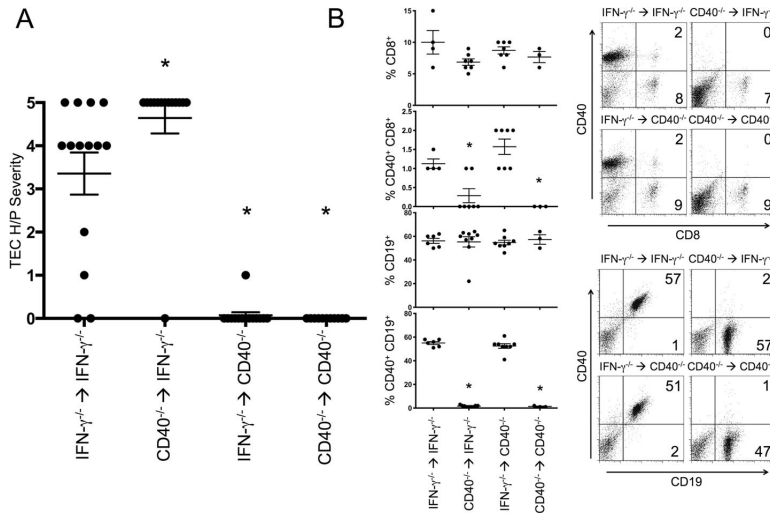 A
TEC H/P Severity
5
4
3
2
1
0
*
*
*
IFN-γ-/- → IFN-γ-/-
CD40-/- → IFN-γ-/-
IFN-γ-/- → CD40-/-
CD40-/- → CD40-/-
B
% CD8+
15
10
5
0
% CD40+ CD8+
2.5
2.0
1.5
1.0
0.5
0.0
*
*
% CD19+
80
60
40
20
0
% CD40+ CD19+
80
60
40
20
0
*
*
IFN-γ-/- → IFN-γ-/-
CD40-/- → IFN-γ-/-
IFN-γ-/- → CD40-/-
CD40-/- → CD40-/-
IFN-γ-/- → IFN-γ-/- CD40-/- → IFN-γ
2 0
8 7
IFN-γ-/- → CD40-/- CD40-/- → CD40
2 0
9 9
CD40
CD8
IFN-γ-/- → IFN-γ-/- CD40-/- → IFN-γ
57 2
1 57
IFN-γ-/- → CD40-/- CD40-/- → CD40
51 1
2 47
CD40
CD19